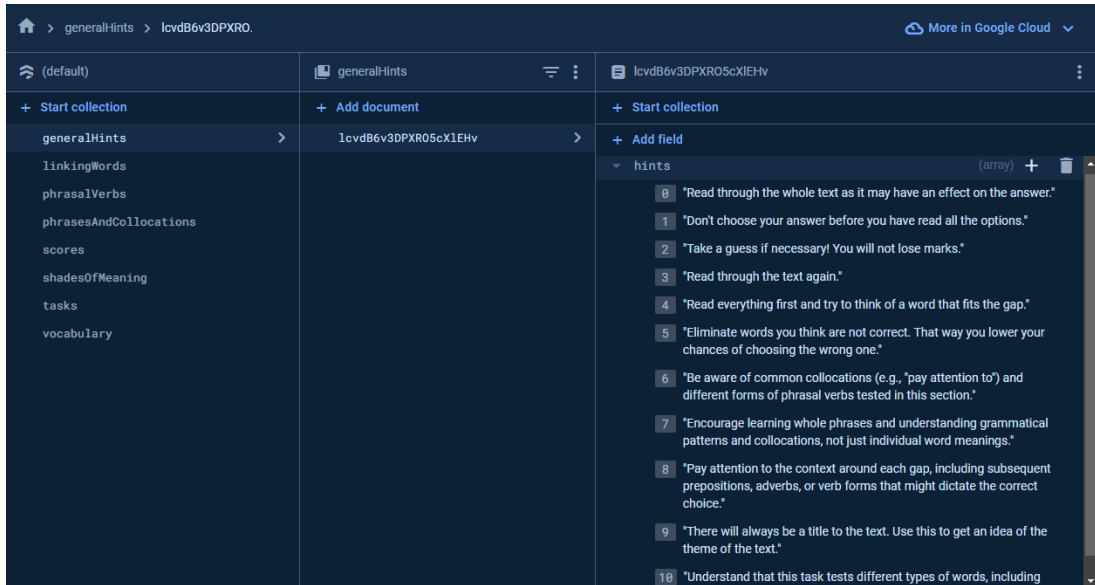 generalHints > lcvdB6v3DPXRO.
More in Google Cloud
(default)
generalHints
lcvdB6v3DPXRO5cXlEHv
+ Start collection
+ Add document
+ Start collection
+ Add field
generalHints
linkingWords
phrasalVerbs
phrasesAndCollocations
scores
shadesOfMeaning
tasks
vocabulary
lcvdB6v3DPXRO5cXlEHv
hints (array)
0 "Read through the whole text as it may have an effect on the answer."
1 "Don't choose your answer before you have read all the options."
2 "Take a guess if necessary! You will not lose marks."
3 "Read through the text again."
4 "Read everything first and try to think of a word that fits the gap."
5 "Eliminate words you think are not correct. That way you lower your
chances of choosing the wrong one."
6 "Be aware of common collocations (e.g., "pay attention to") and
different forms of phrasal verbs tested in this section."
7 "Encourage learning whole phrases and understanding grammatical
patterns and collocations, not just individual word meanings."
8 "Pay attention to the context around each gap, including subsequent
prepositions, adverbs, or verb forms that might dictate the correct
choice."
9 "There will always be a title to the text. Use this to get an idea of the
theme of the text."
10 "Understand that this task tests different types of words, including